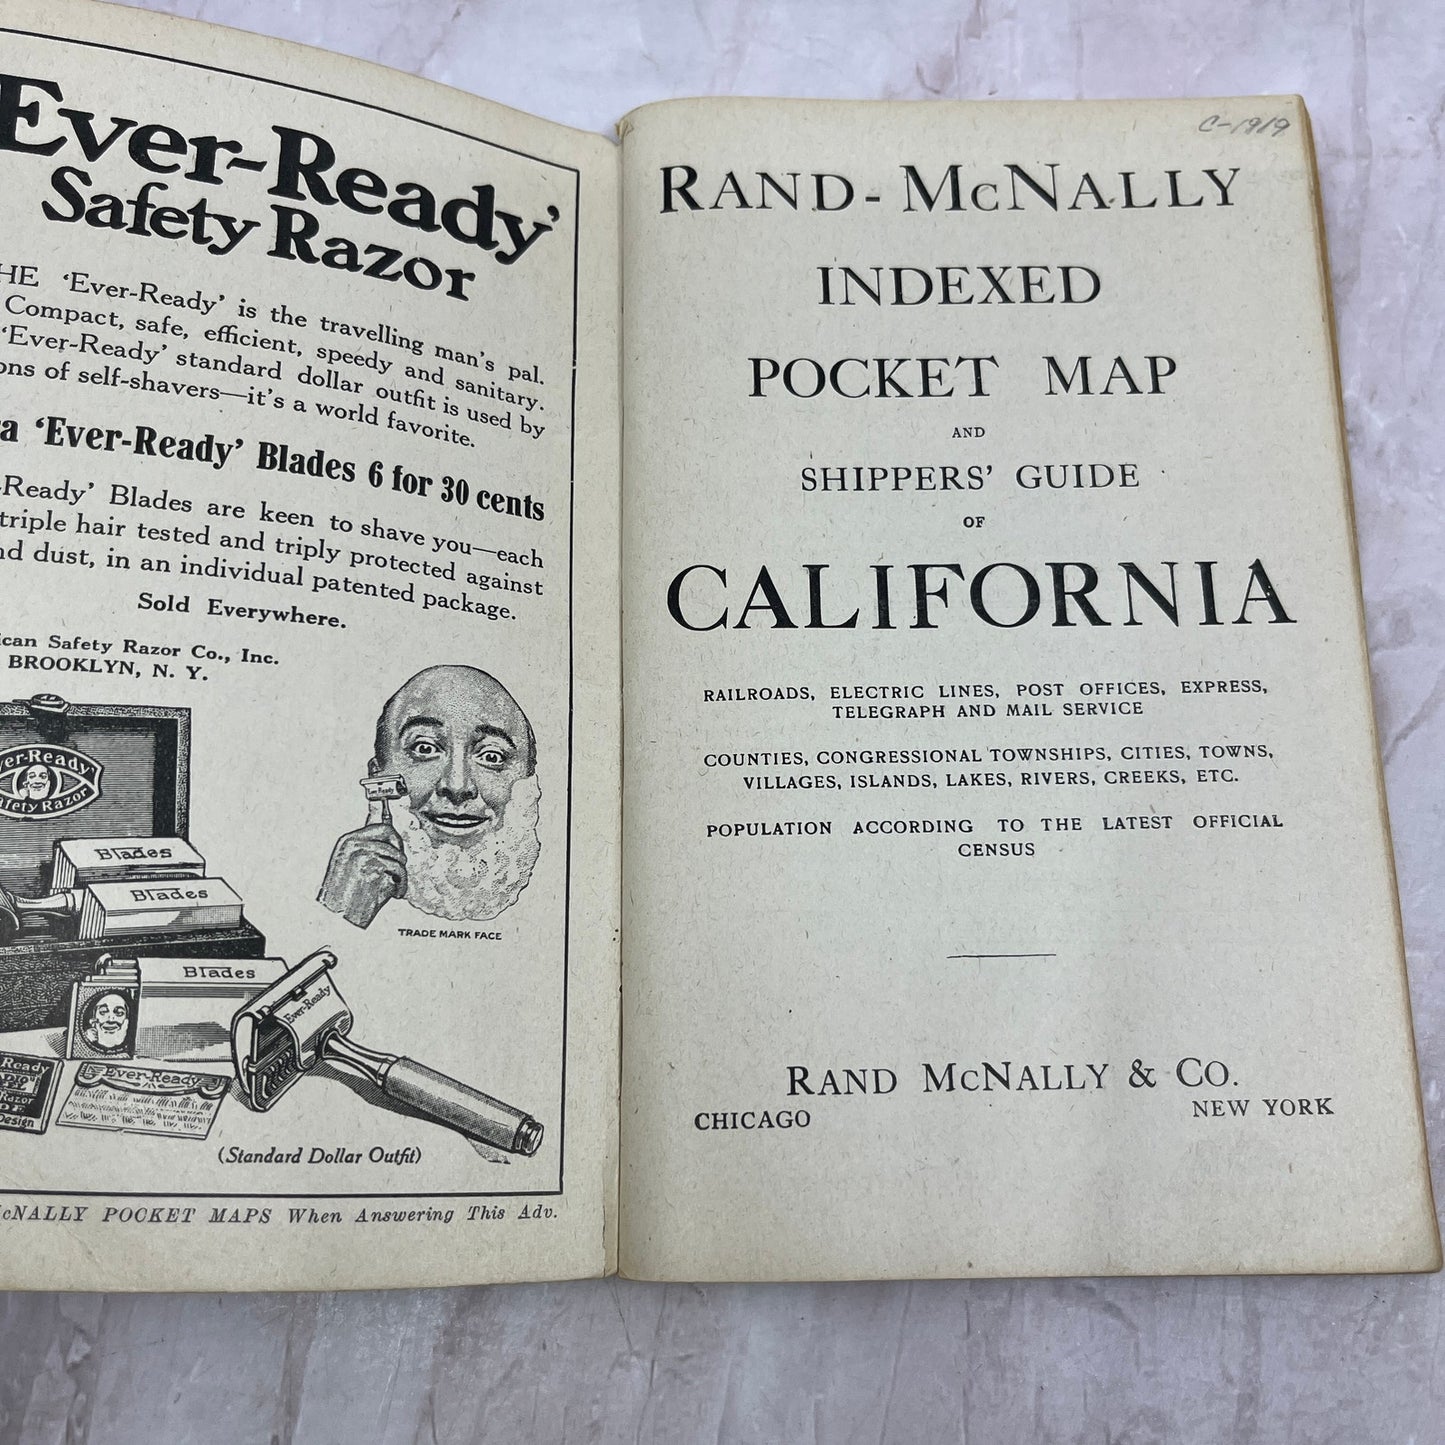 Ever-Ready'
Safety Razor
HE 'Ever-Ready' is the travelling man's pal.
Compact, safe, efficient, speedy and sanitary.
'Ever-Ready' standard dollar outfit is used by
ons of self-shavers—it's a world favorite.
a 'Ever-Ready' Blades 6 for 30 cents
-Ready' Blades are keen to shave you—each
triple hair tested and triply protected against
nd dust, in an individual patented package.
Sold Everywhere.
ican Safety Razor Co., Inc.
BROOKLYN, N. Y.
er-Ready'
afety Razor
Blades
Blades
Blades
Ever-Ready
TRADE MARK FACE
Ever-Ready
Ready
Razor
Design
Ever-Ready
(Standard Dollar Outfit)
cNALLY POCKET MAPS When Answering This Adv.
C-1919
RAND-MCNALLY
INDEXED
POCKET MAP
AND
SHIPPERS' GUIDE
OF
CALIFORNIA
RAILROADS, ELECTRIC LINES, POST OFFICES, EXPRESS,
TELEGRAPH AND MAIL SERVICE
COUNTIES, CONGRESSIONAL TOWNSHIPS, CITIES, TOWNS,
VILLAGES, ISLANDS, LAKES, RIVERS, CREEKS, ETC.
POPULATION ACCORDING TO THE LATEST OFFICIAL
CENSUS
RAND MCNALLY & CO.
CHICAGO NEW YORK